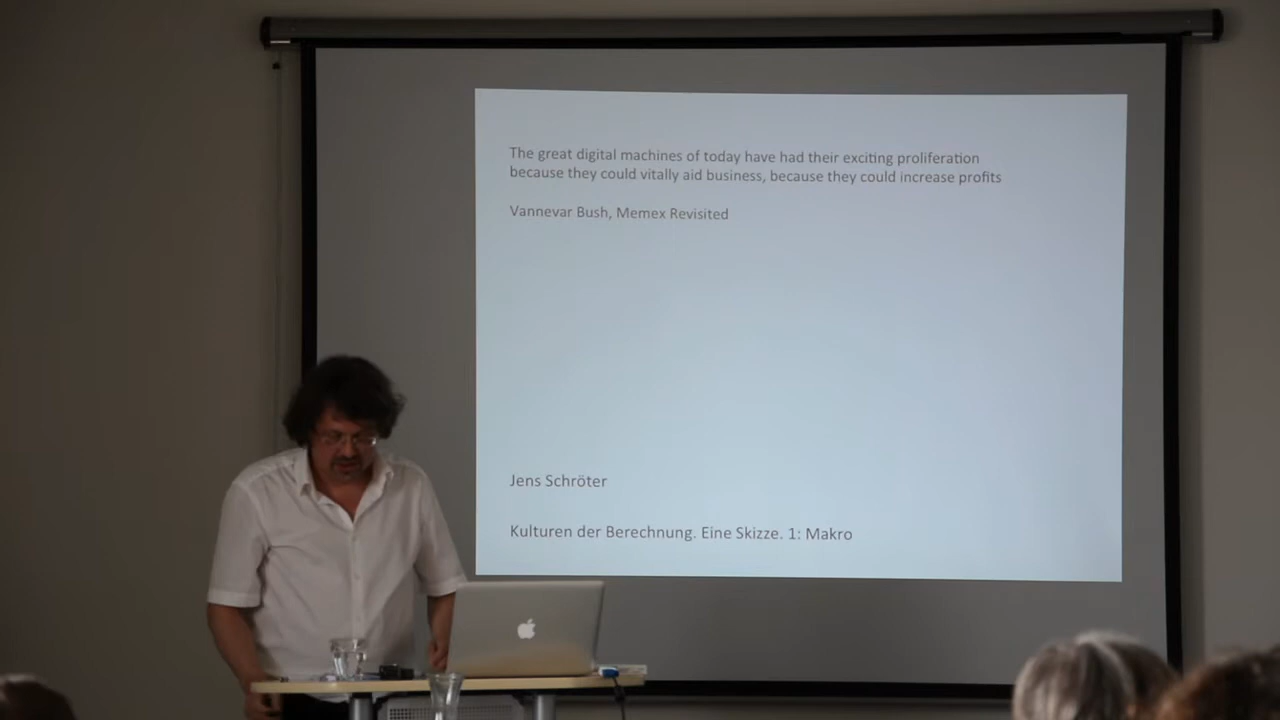 The great digital machines of today have had their exciting proliferation
because they could vitally aid business, because they could increase profits
Vannevar Bush, Memex Revisited
Jens Schröter
Kulturen der Berechnung. Eine Skizze. 1: Makro